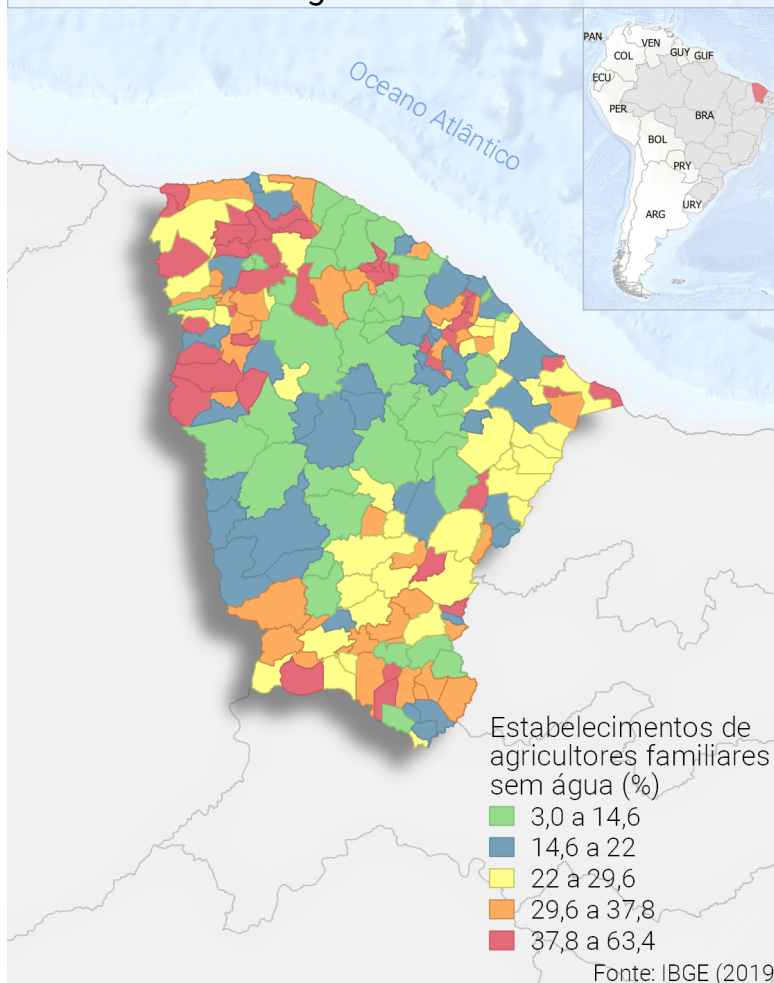 Oceano Atlântico
PAN
VEN
COL
GUY
GUF
ECU
PER
BRA
BOL
PRY
URY
ARG
Estabelecimentos de
agricultores familiares
sem água (%)
3,0 a 14,6
14,6 a 22
22 a 29,6
29,6 a 37,8
37,8 a 63,4
Fonte: IBGE (2019